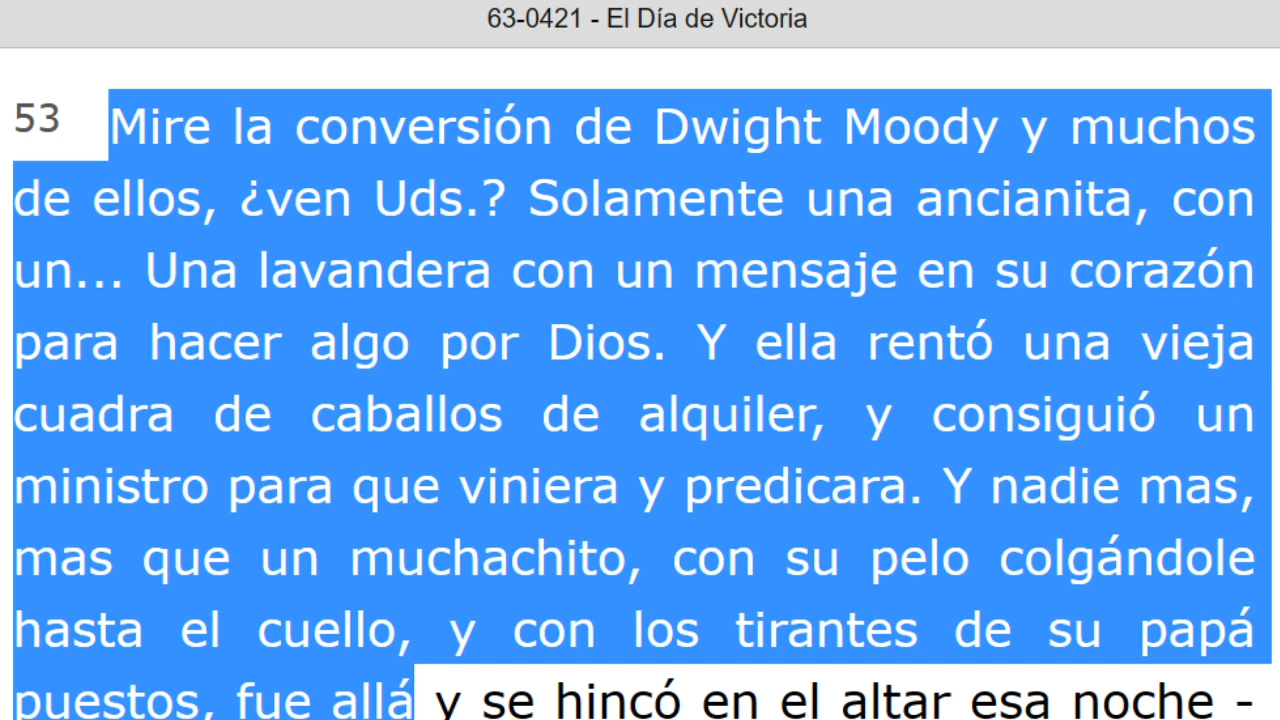 63-0421 - El Día de Victoria
53 Mire la conversión de Dwight Moody y muchos
de ellos, ¿ven Uds.? Solamente una ancianita, con
un... Una lavandera con un mensaje en su corazón
para hacer algo por Dios. Y ella rentó una vieja
cuadra de caballos de alquiler, y consiguió un
ministro para que viniera y predicara. Y nadie mas,
mas que un muchachito, con su pelo colgándole
hasta el cuello, y con los tirantes de su papá
puestos, fue allá y se hincó en el altar esa noche -